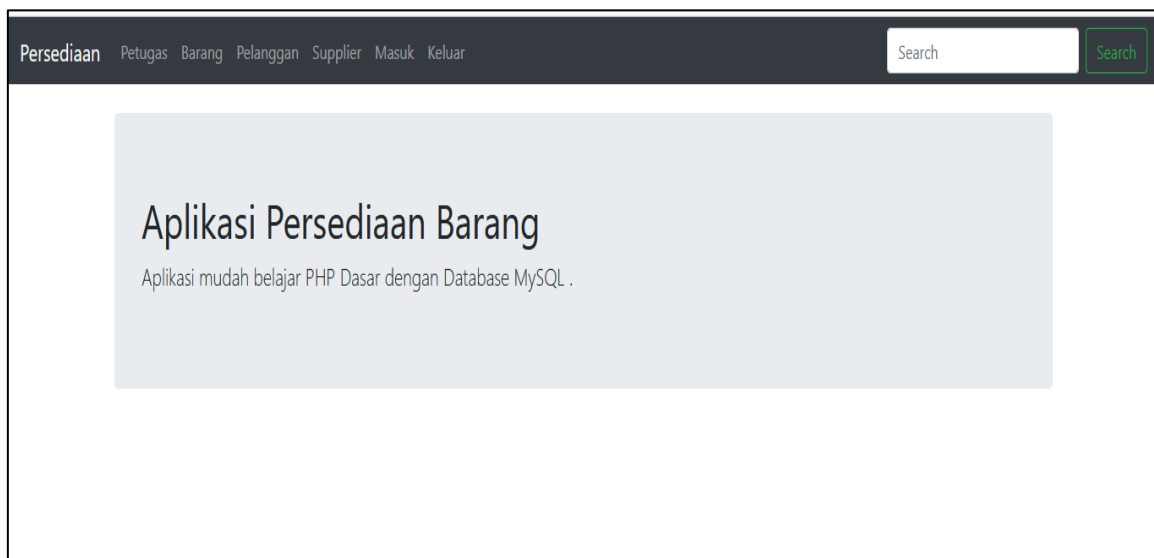 Persediaan Petugas Barang Pelanggan Supplier Masuk Keluar Search Search
Aplikasi Persediaan Barang
Aplikasi mudah belajar PHP Dasar dengan Database MySQL .